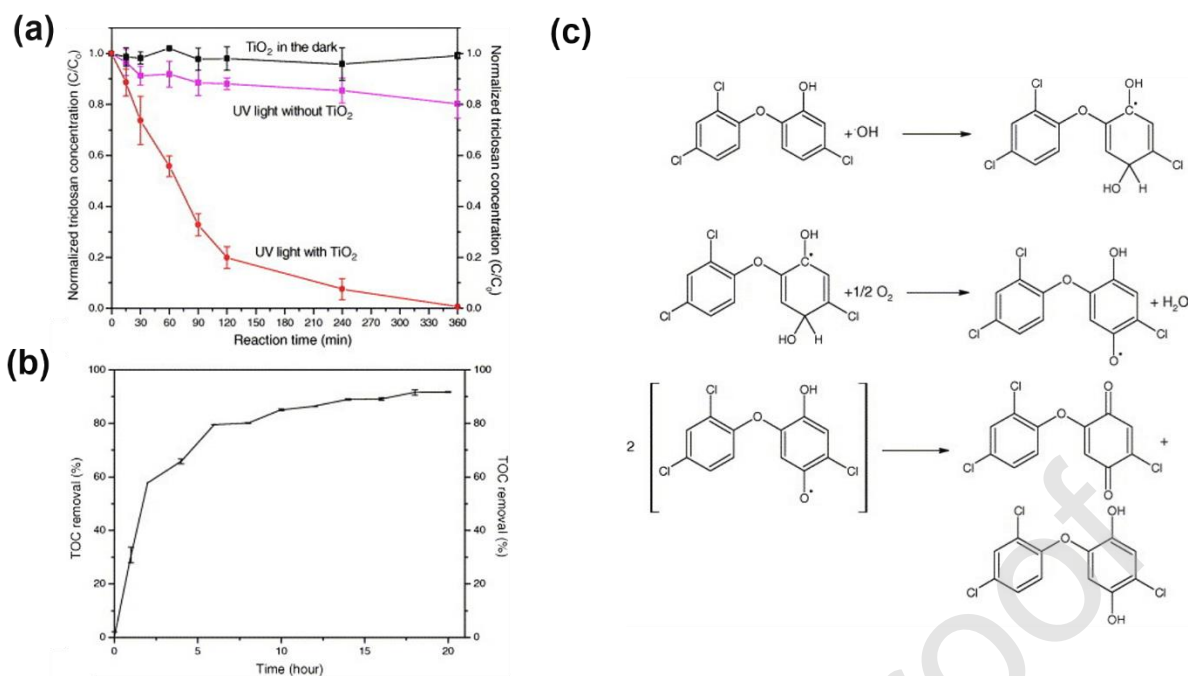 (a)
TiO2 in the dark
UV light without TiO2
UV light with TiO2
1.0
0.8
0.6
0.4
0.2
0.0
1.0
0.8
0.6
0.4
0.2
0.0
0 30 60 90 120 150 180 210 240 270 300 330 360
Normalized triclosan concentration (C/C0)
Normalized triclosan concentration (C/C0)
Reaction time (min)
(b)
100
80
60
40
20
0
100
80
60
40
20
0
0 5 10 15 20
TOC removal (%)
TOC removal (%)
Time (hour)
(c)
Cl O OH Cl Cl
+·OH
Cl O OH C· Cl Cl HO H
Cl O OH C· Cl Cl HO H
+1/2 O2
Cl O OH Cl Cl O·
+ H2O
2
Cl O OH Cl Cl O·
Cl O O Cl Cl O
+
Cl O OH Cl Cl OH
roof